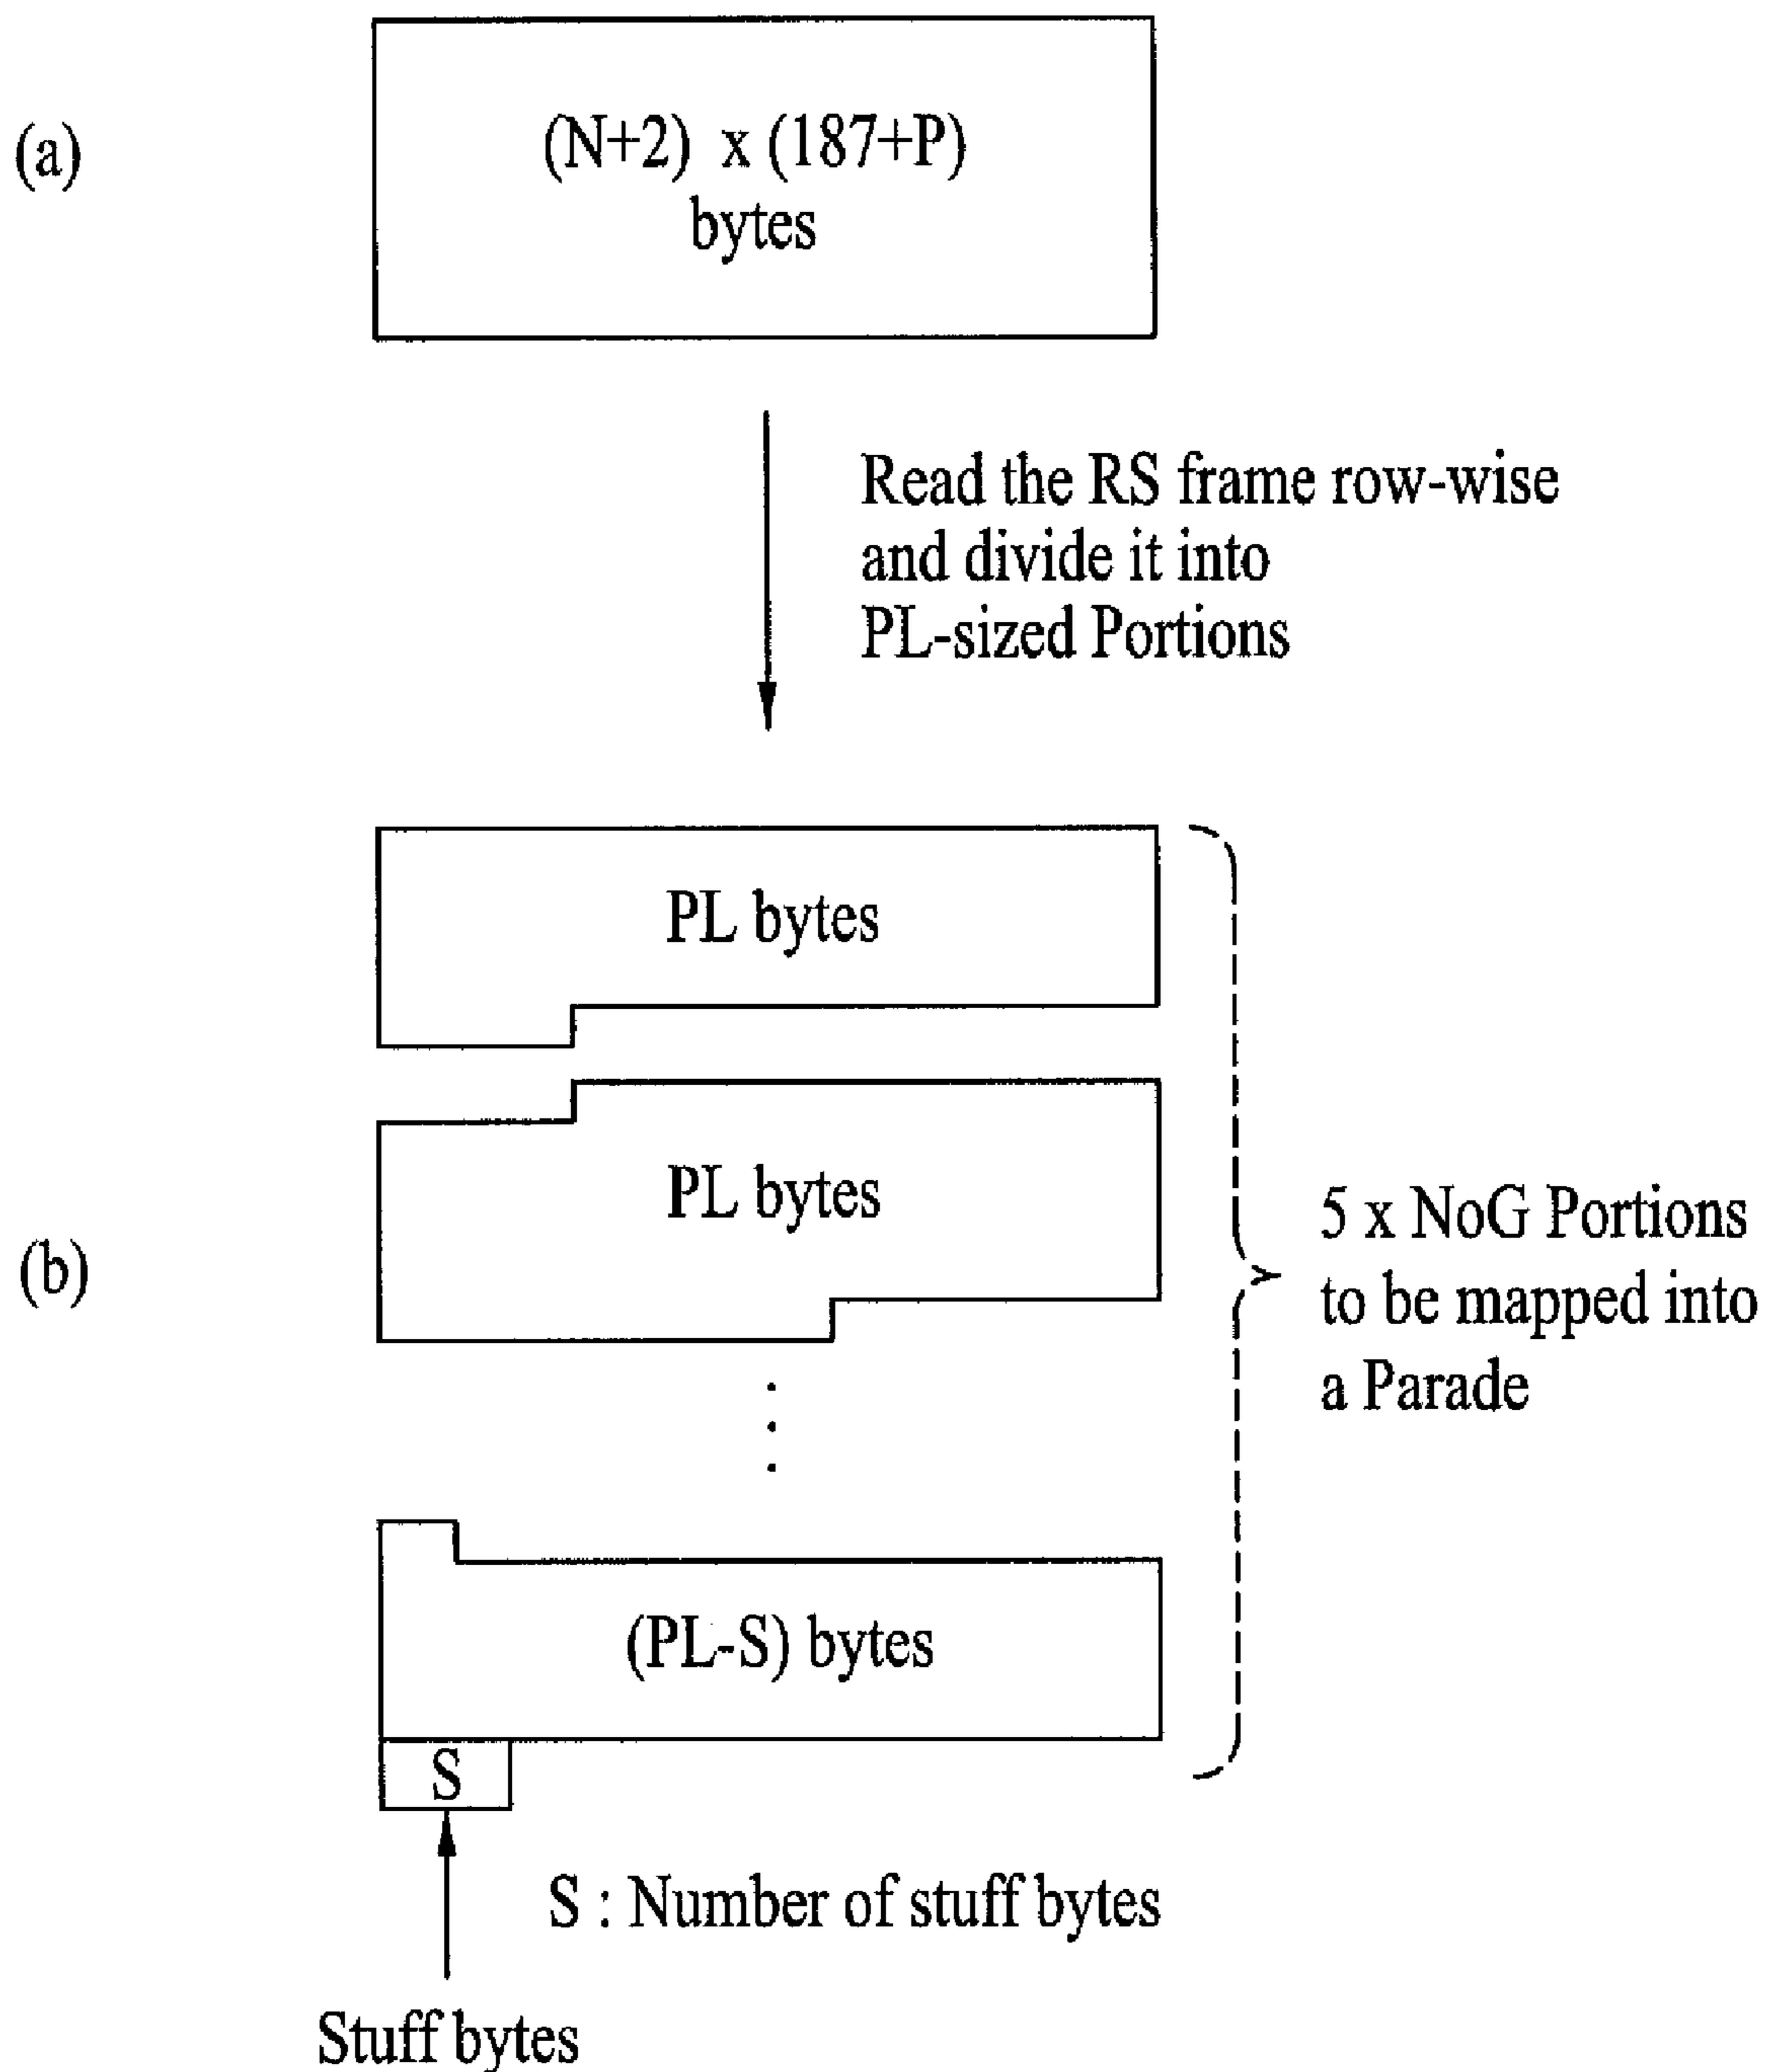 (a)
(N+2) x (187+P)
bytes
Read the RS frame row-wise
and divide it into
PL-sized Portions
(b)
PL bytes
PL bytes
5 x NoG Portions
to be mapped into
a Parade
(PL-S) bytes
S
S : Number of stuff bytes
Stuff bytes